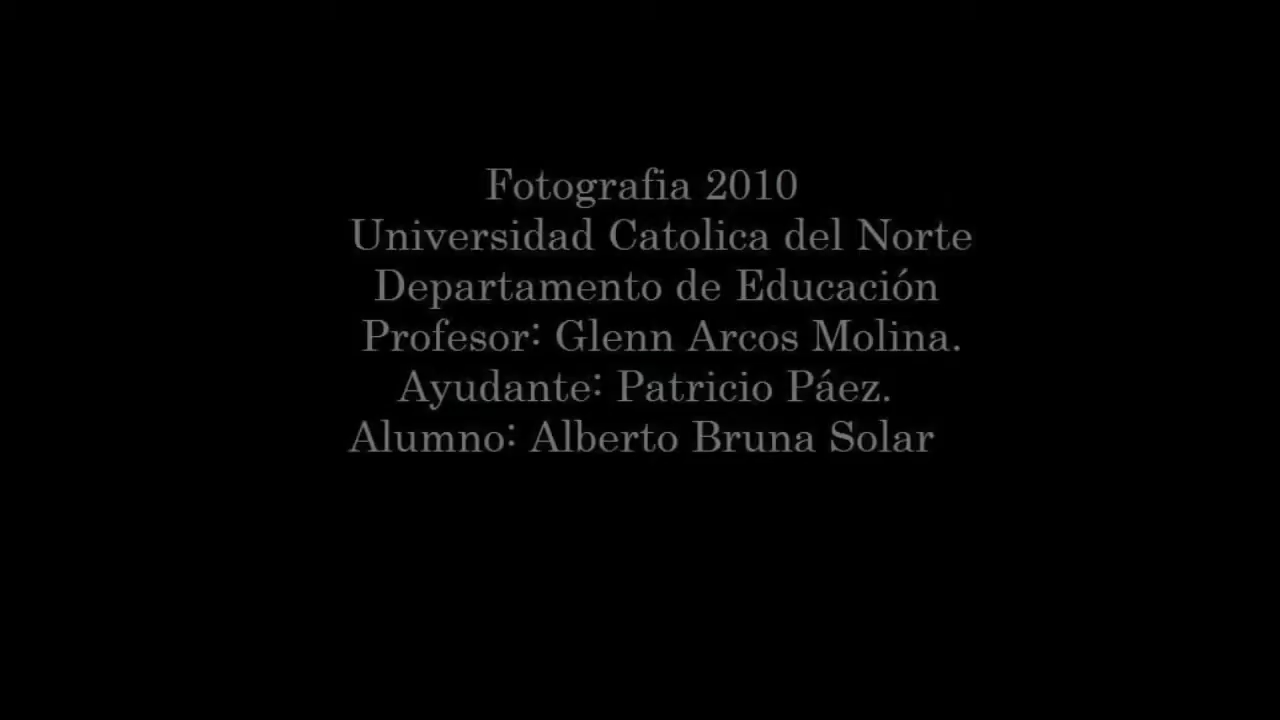 Fotografia 2010
Universidad Catolica del Norte
Departamento de Educación
Profesor: Glenn Arcos Molina.
Ayudante: Patricio Páez.
Alumno: Alberto Bruna Solar